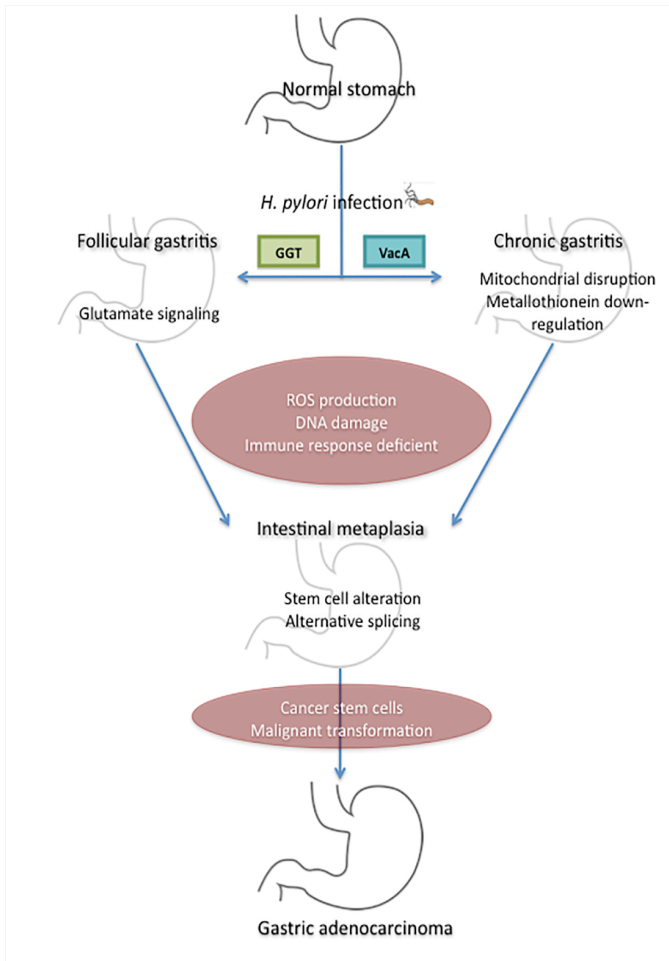 Normal stomach
H. pylori infection
Follicular gastritis
GGT
VacA
Chronic gastritis
Glutamate signaling
Mitochondrial disruption
Metallothionein down-
regulation
ROS production
DNA damage
Immune response deficient
Intestinal metaplasia
Stem cell alteration
Alternative splicing
Cancer stem cells
Malignant transformation
Gastric adenocarcinoma